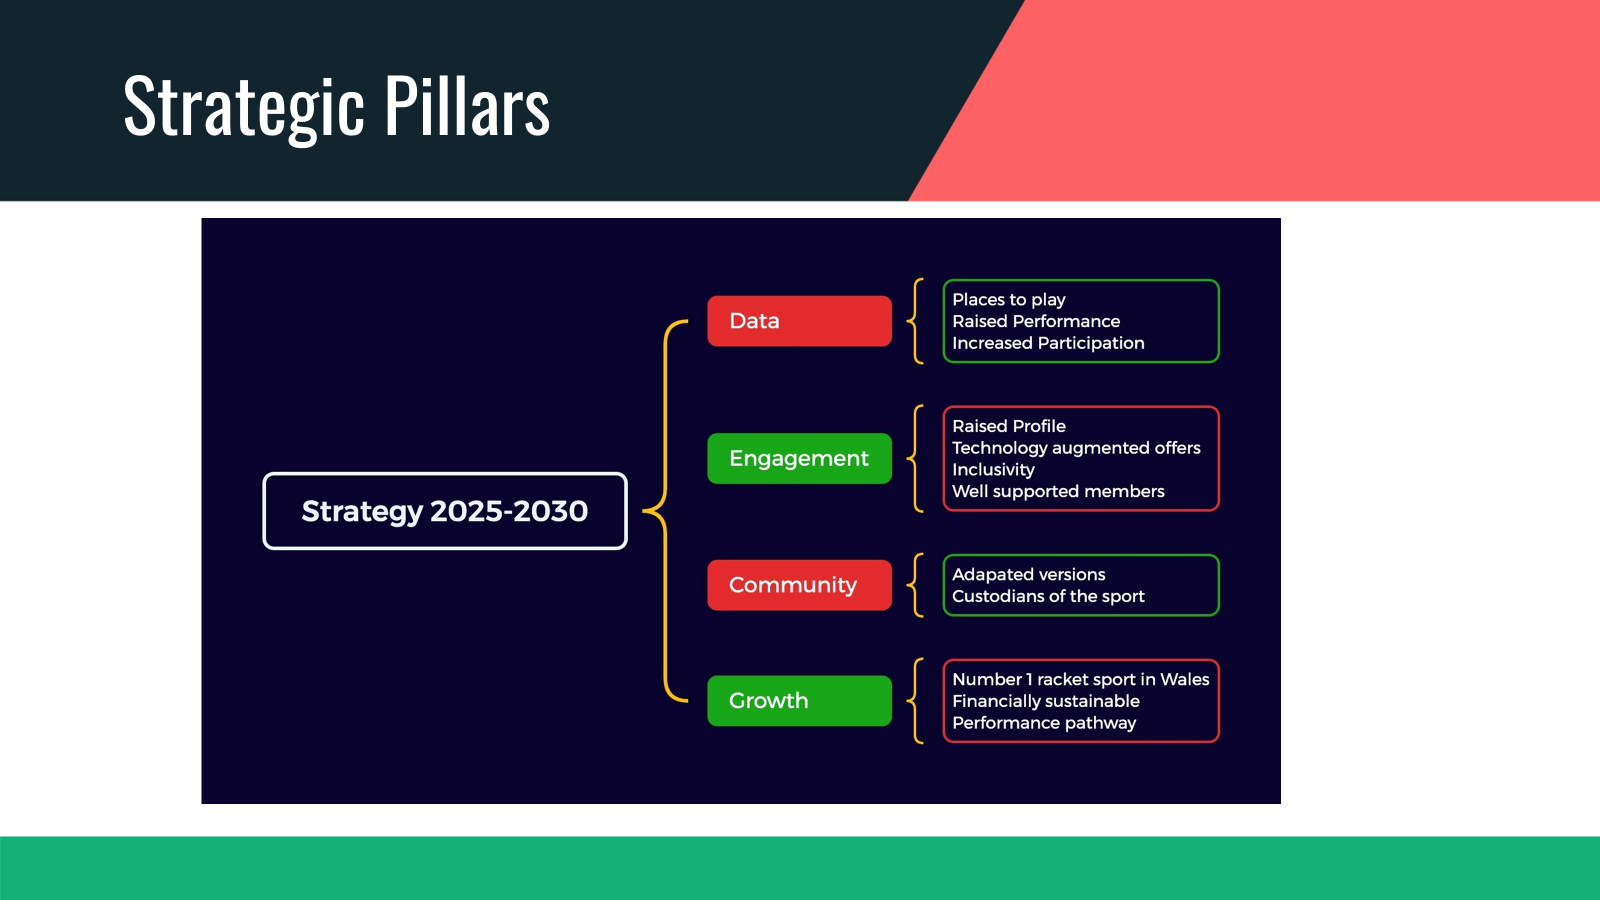 Strategic Pillars
Strategy 2025-2030
Data
Places to play
Raised Performance
Increased Participation
Engagement
Raised Profile
Technology augmented offers
Inclusivity
Well supported members
Community
Adapated versions
Custodians of the sport
Growth
Number 1 racket sport in Wales
Financially sustainable
Performance pathway